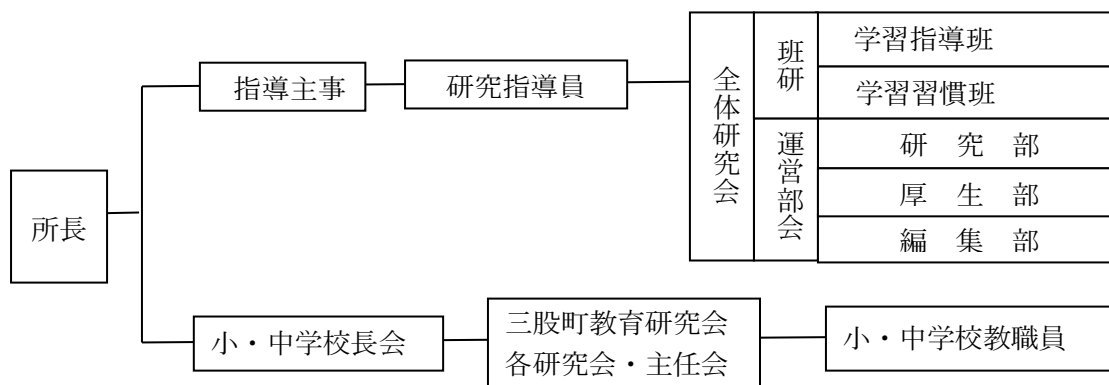 所長
指導主事
研究指導員
全体研究会
班研
学習指導班
学習習慣班
運営部会
研　究　部
厚　生　部
編　集　部
小・中学校長会
三股町教育研究会
各研究会・主任会
小・中学校教職員